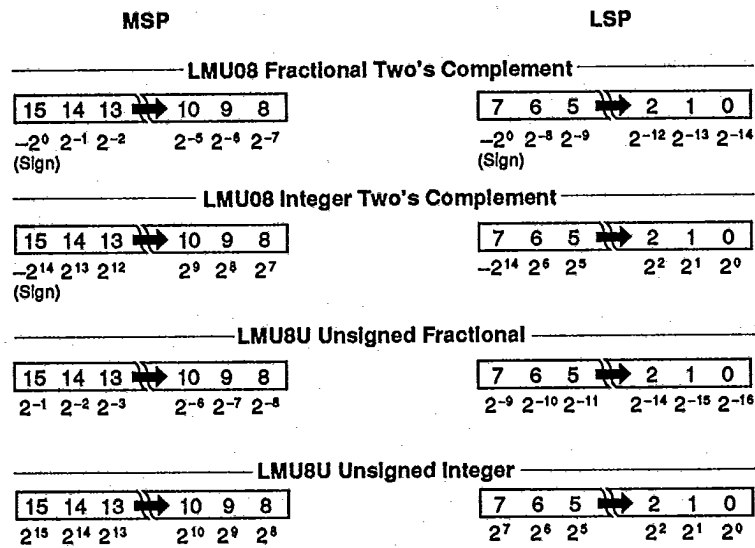 MSP LSP
LMU08 Fractional Two's Complement
15 14 13 10 9 8 7 6 5 2 1 0
−2⁰ 2⁻¹ 2⁻² 2⁻⁵ 2⁻⁶ 2⁻⁷ −2⁰ 2⁻⁸ 2⁻⁹ 2⁻¹² 2⁻¹³ 2⁻¹⁴
(Sign) (Sign)
LMU08 Integer Two's Complement
15 14 13 10 9 8 7 6 5 2 1 0
−2¹⁴ 2¹³ 2¹² 2⁹ 2⁸ 2⁷ −2¹⁴ 2⁶ 2⁵ 2² 2¹ 2⁰
(Sign)
LMU8U Unsigned Fractional
15 14 13 10 9 8 7 6 5 2 1 0
2⁻¹ 2⁻² 2⁻³ 2⁻⁶ 2⁻⁷ 2⁻⁸ 2⁻⁹ 2⁻¹⁰ 2⁻¹¹ 2⁻¹⁴ 2⁻¹⁵ 2⁻¹⁶
LMU8U Unsigned Integer
15 14 13 10 9 8 7 6 5 2 1 0
2¹⁵ 2¹⁴ 2¹³ 2¹⁰ 2⁹ 2⁸ 2⁷ 2⁶ 2⁵ 2² 2¹ 2⁰